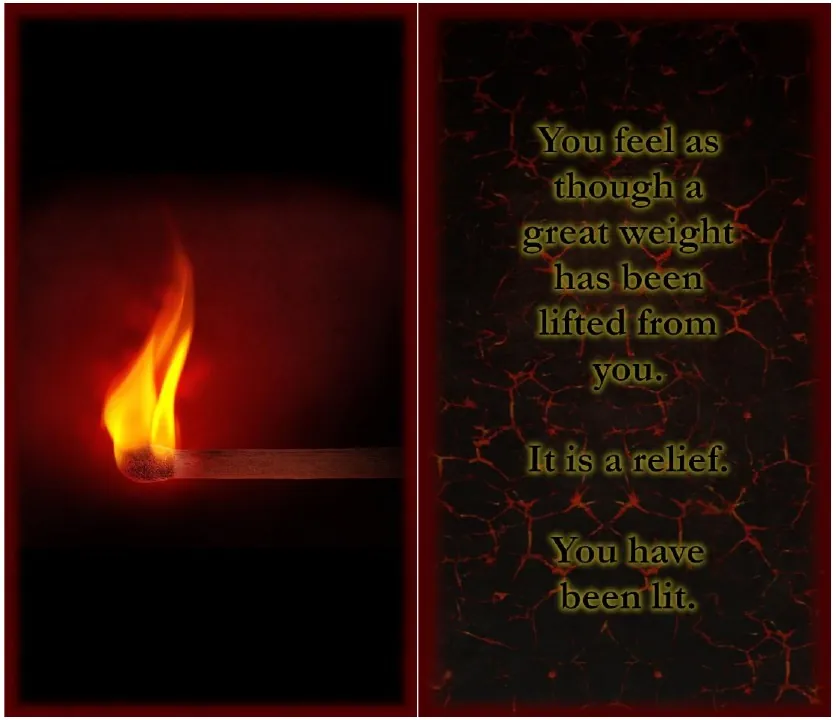 You feel as
though a
great weight
has been
lifted from
you.
It is a relief.
You have
been lit.